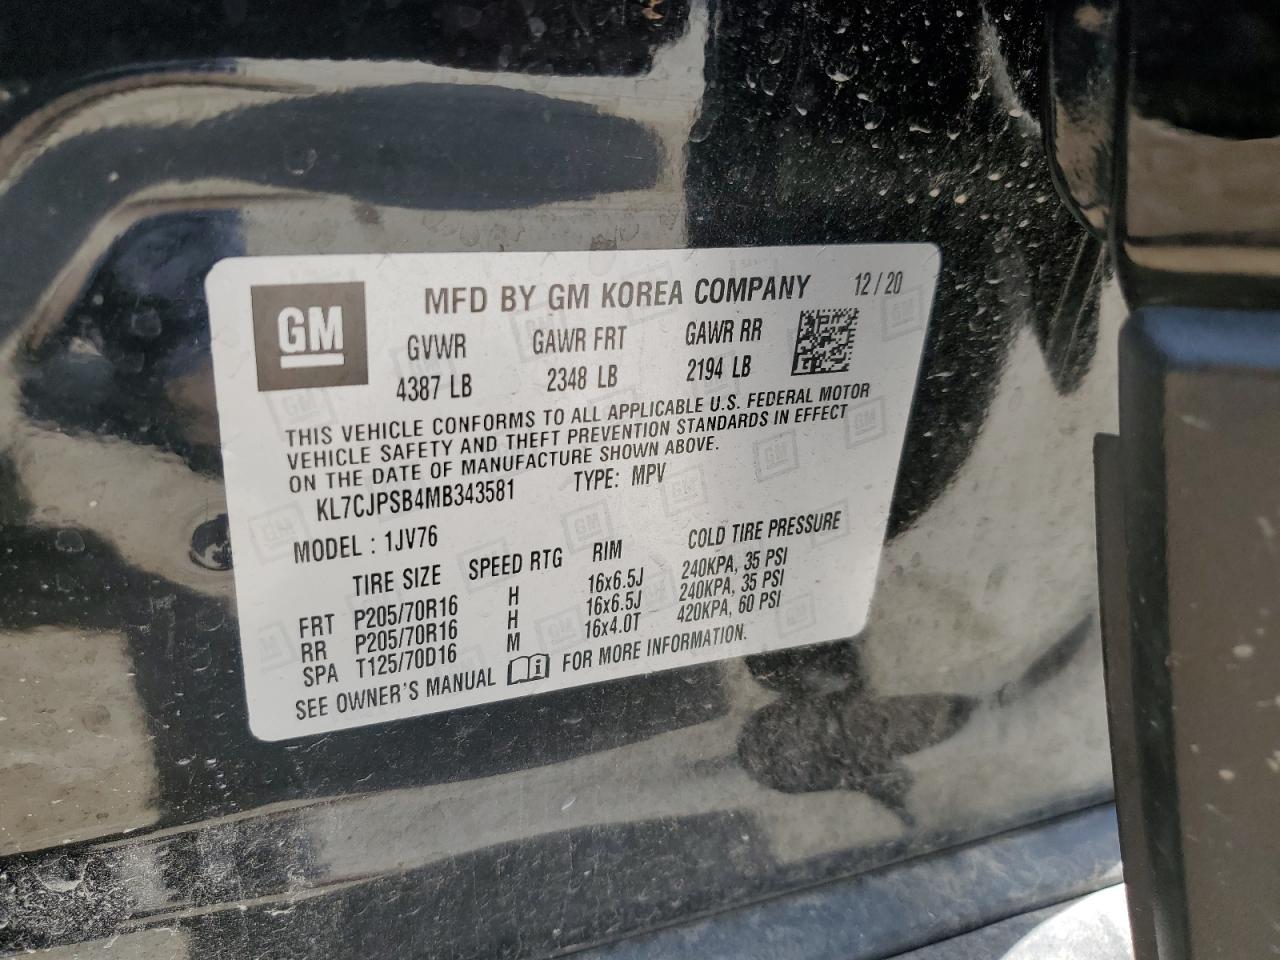 GM
MFD BY GM KOREA COMPANY 12/20
GVWR GAWR FRT GAWR RR
4387 LB 2348 LB 2194 LB
THIS VEHICLE CONFORMS TO ALL APPLICABLE U.S. FEDERAL MOTOR
VEHICLE SAFETY AND THEFT PREVENTION STANDARDS IN EFFECT
ON THE DATE OF MANUFACTURE SHOWN ABOVE.
KL7CJPSB4MB343581 TYPE: MPV
MODEL : 1JV76
TIRE SIZE SPEED RTG RIM COLD TIRE PRESSURE
FRT P205/70R16 H 16x6.5J 240KPA, 35 PSI
RR P205/70R16 H 16x6.5J 240KPA, 35 PSI
SPA T125/70D16 M 16x4.0T 420KPA, 60 PSI
SEE OWNER'S MANUAL FOR MORE INFORMATION.